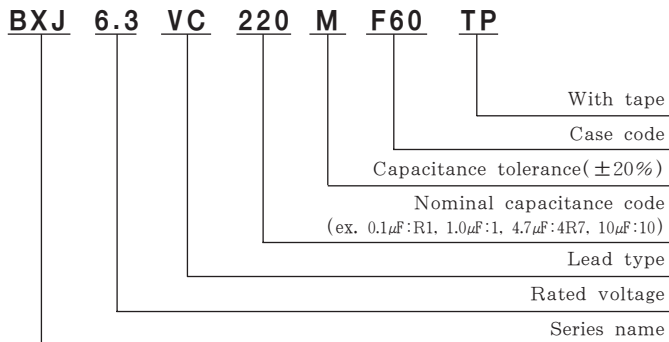 BXJ 6.3 VC 220 M F60 TP
With tape
Case code
Capacitance tolerance(±20%)
Nominal capacitance code
(ex. 0.1μF:R1, 1.0μF:1, 4.7μF:4R7, 10μF:10)
Lead type
Rated voltage
Series name